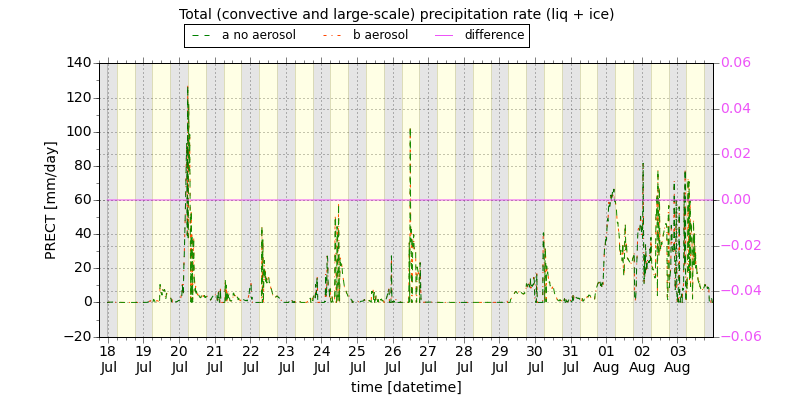 Total (convective and large-scale) precipitation rate (liq + ice)
a no aerosol b aerosol difference
140 0.06
120 0.04
100 0.02
80 0.00
60 −0.02
40 −0.04
20 −0.06
0
−20
PRECT [mm/day]
18 19 20 21 22 23 24 25 26 27 28 29 30 31 01 02 03
Jul Jul Jul Jul Jul Jul Jul Jul Jul Jul Jul Jul Jul Jul Aug Aug Aug
time [datetime]